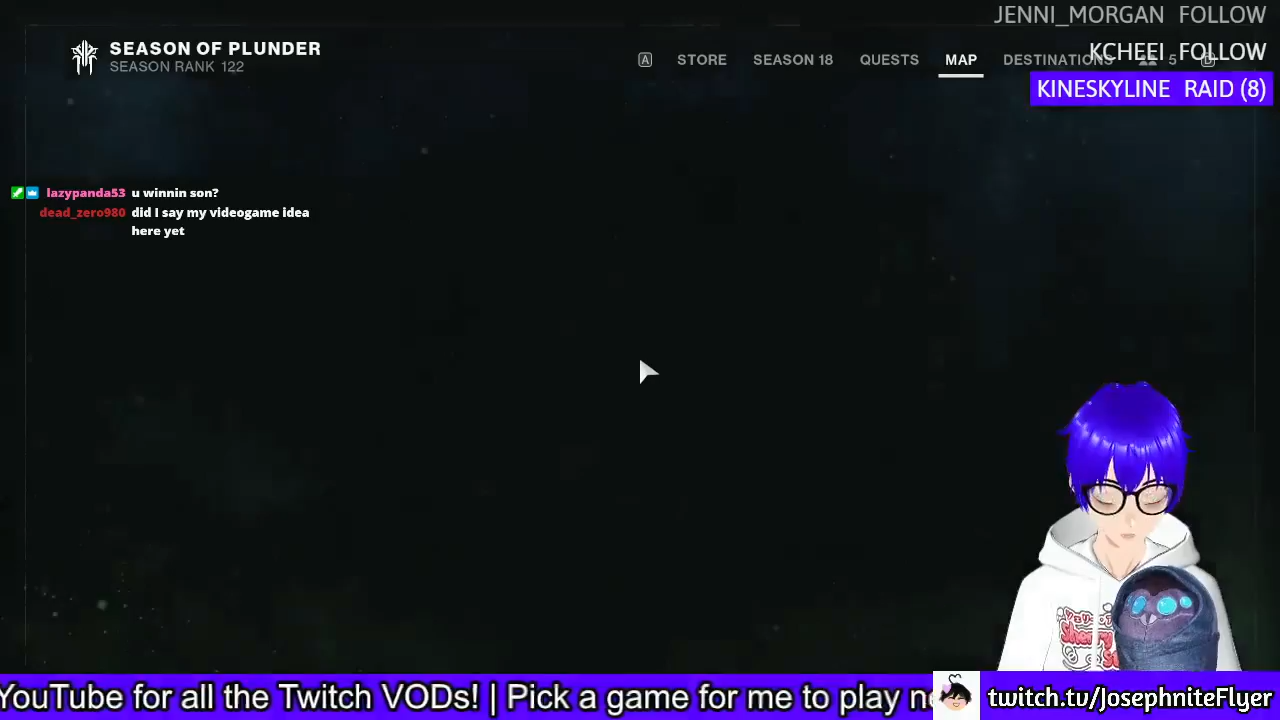 JENNI_MORGAN FOLLOW
SEASON OF PLUNDER
SEASON RANK 122
A STORE SEASON 18 QUESTS MAP DESTINATIONS 5 D
KCHEEI FOLLOW
KINESKYLINE RAID (8)
lazypanda53 u winnin son?
dead_zero980 did I say my videogame idea
here yet
YouTube for all the Twitch VODs! | Pick a game for me to play ne
twitch.tv/JosephniteFlyer